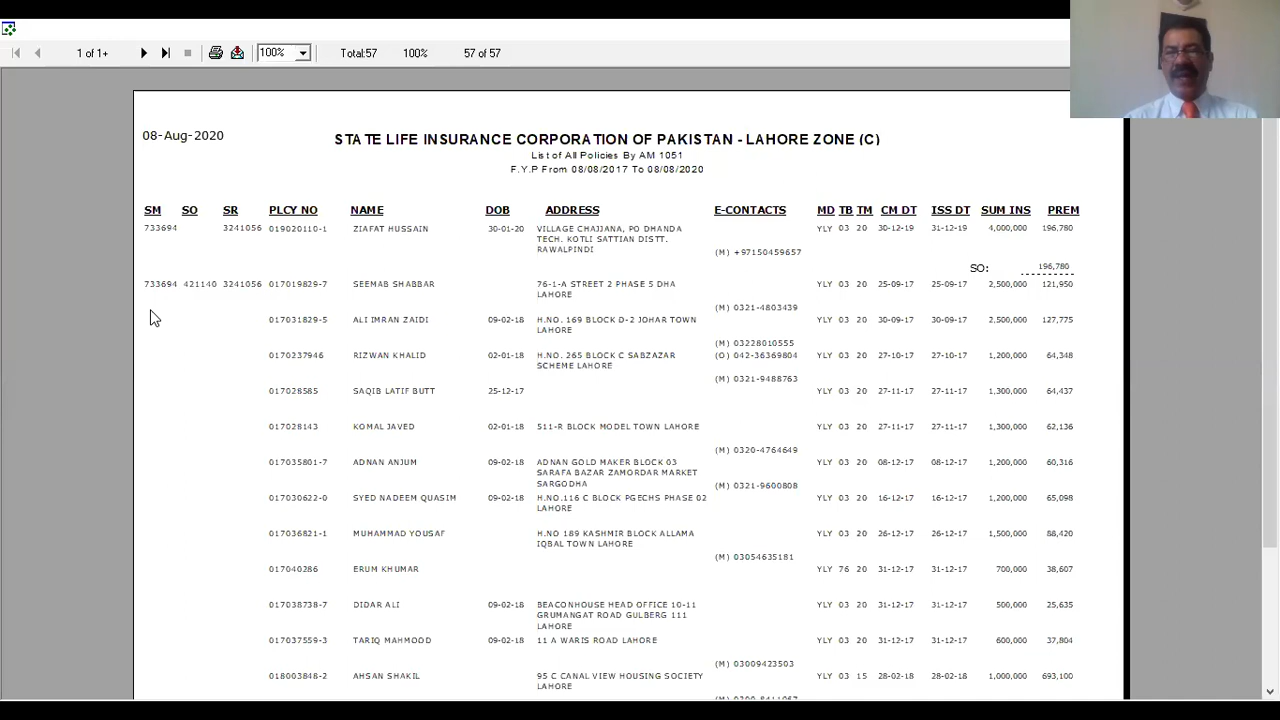 1 of 1+ 100% Total:57 100% 57 of 57
08-Aug-2020
STATE LIFE INSURANCE CORPORATION OF PAKISTAN - LAHORE ZONE (C)
List of All Policies By AM 1051
F.Y.P From 08/08/2017 To 08/08/2020
SM SO SR PLCY NO NAME DOB ADDRESS E-CONTACTS MD TB TM CM DT ISS DT SUM INS PREM
733694 3241056 019020110-1 ZIAFAT HUSSAIN 30-01-20 VILLAGE CHAJJANA, PO DHANDA YLY 03 20 30-12-19 31-12-19 4,000,000 196,780
TECH. KOTLI SATTIAN DISTT.
RAWALPINDI (M) +97150459657
SO: 196,780
733694 421140 3241056 017019829-7 SEEMAB SHABBAR 76-1-A STREET 2 PHASE 5 DHA YLY 03 20 25-09-17 25-09-17 2,500,000 121,950
LAHORE
(M) 0321-4803439
017031829-5 ALI IMRAN ZAIDI 09-02-18 H.NO. 169 BLOCK D-2 JOHAR TOWN YLY 03 20 30-09-17 30-09-17 2,500,000 127,775
LAHORE
(M) 03228010555
017023794­6 RIZWAN KHALID 02-01-18 H.NO. 265 BLOCK C SABZAZAR (O) 042-36369804 YLY 03 20 27-10-17 27-10-17 1,200,000 64,348
SCHEME LAHORE
(M) 0321-9488763
017028585 SAQIB LATIF BUTT 25-12-17 YLY 03 20 27-11-17 27-11-17 1,300,000 64,437
017028143 KOMAL JAVED 02-01-18 511-R BLOCK MODEL TOWN LAHORE YLY 03 20 27-11-17 27-11-17 1,300,000 62,136
(M) 0320-4764649
017035801-7 ADNAN ANJUM 09-02-18 ADNAN GOLD MAKER BLOCK 03 YLY 03 20 08-12-17 08-12-17 1,200,000 60,316
SARAFA BAZAR ZAMORDAR MARKET
SARGODHA (M) 0321-9600808
017030622-0 SYED NADEEM QUASIM 09-02-18 H.NO.116 C BLOCK PGECHS PHASE 02 YLY 03 20 16-12-17 16-12-17 1,200,000 65,098
LAHORE
017036821-1 MUHAMMAD YOUSAF H.NO 189 KASHMIR BLOCK ALLAMA YLY 03 20 26-12-17 26-12-17 1,500,000 88,420
IQBAL TOWN LAHORE
(M) 03054635181
017040286 ERUM KHUMAR YLY 76 20 31-12-17 31-12-17 700,000 38,607
017038738-7 DIDAR ALI 09-02-18 BEACONHOUSE HEAD OFFICE 10-11 YLY 03 20 31-12-17 31-12-17 500,000 25,635
GRUMANGAT ROAD GULBERG 111
LAHORE
017037559-3 TARIQ MAHMOOD 09-02-18 11 A WARIS ROAD LAHORE YLY 03 20 31-12-17 31-12-17 600,000 37,804
(M) 03009423503
018003848-2 AHSAN SHAKIL 95 C CANAL VIEW HOUSING SOCIETY YLY 03 15 28-02-18 28-02-18 1,000,000 693,100
LAHORE